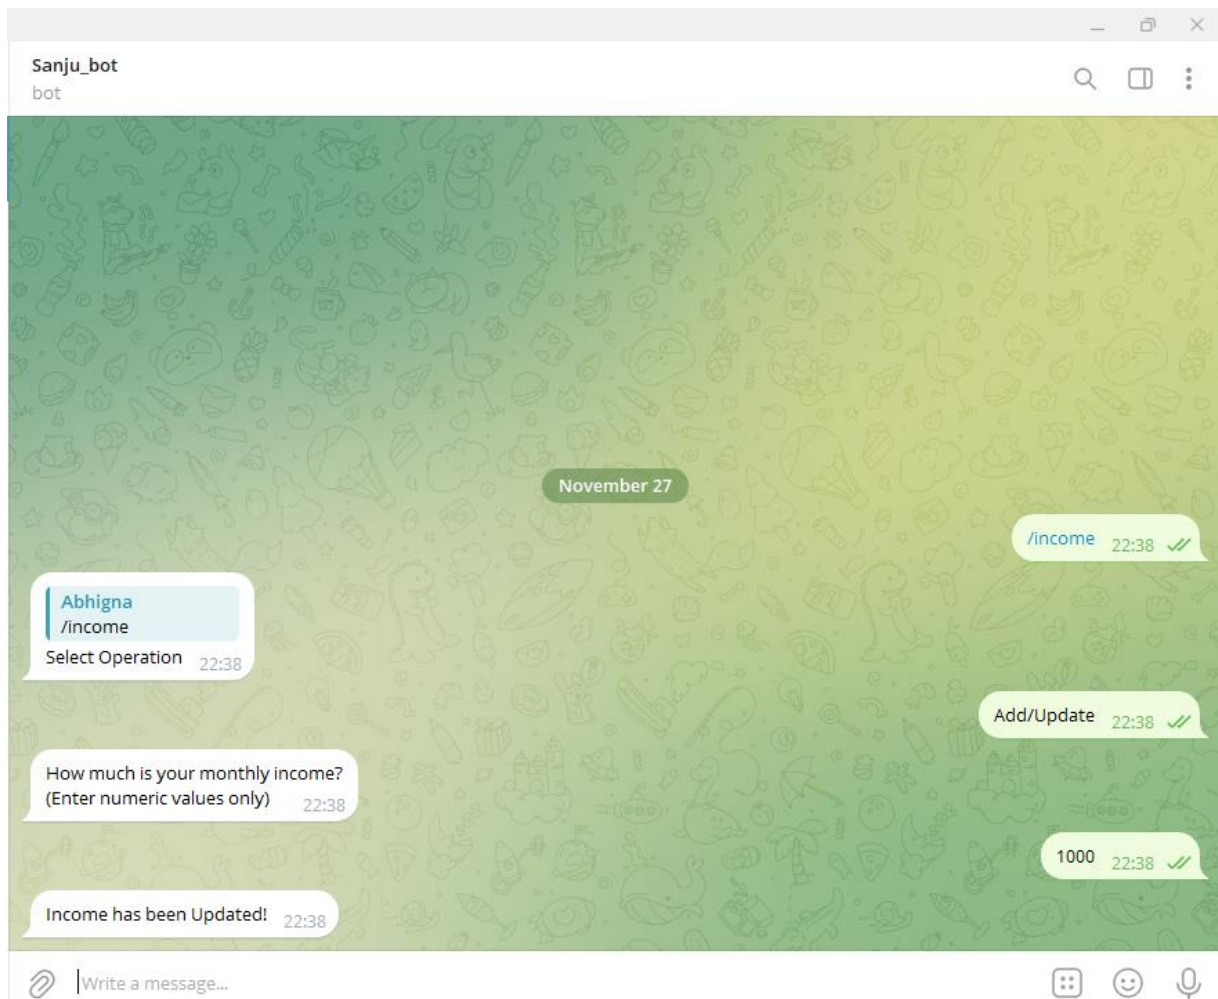 Sanju_bot
bot
November 27
/income 22:38
Abhigna
/income
Select Operation 22:38
Add/Update 22:38
How much is your monthly income?
(Enter numeric values only) 22:38
1000 22:38
Income has been Updated! 22:38
Write a message...